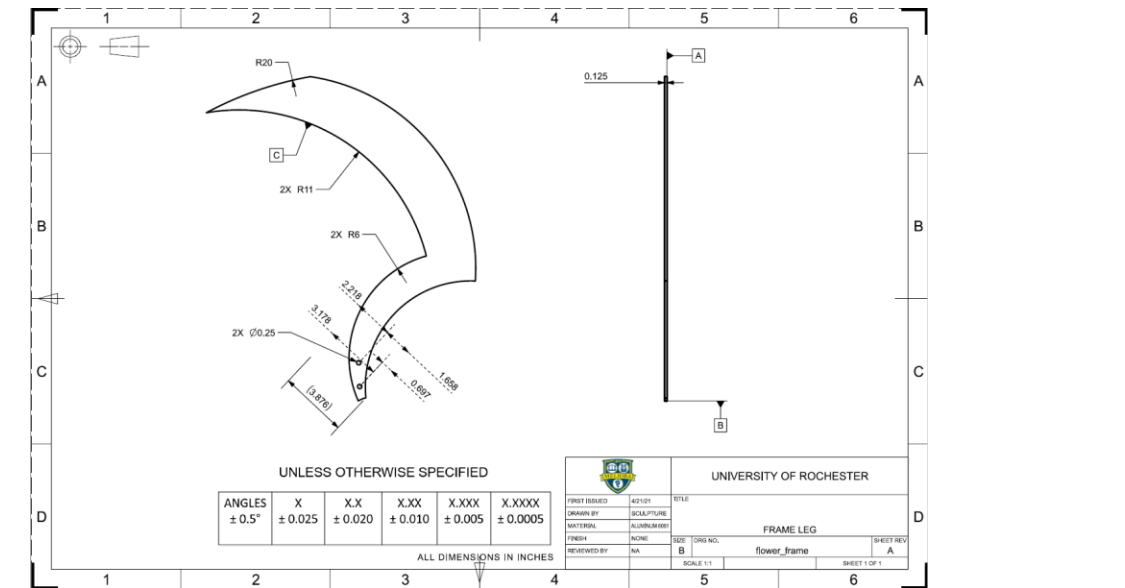 1 2 3 4 5 6
A A
B B
C C
D D
R20
C
2X R11
2X R6
2.218
3.178
2X Ø0.25
(3.876)
0.697
1.658
0.125
A
B
UNLESS OTHERWISE SPECIFIED
ANGLES X X.X X.XX X.XXX X.XXXX
± 0.5° ± 0.025 ± 0.020 ± 0.010 ± 0.005 ± 0.0005
ALL DIMENSIONS IN INCHES
UNIVERSITY OF ROCHESTER
FIRST ISSUED 4/21/21
DRAWN BY SCULPTURE
MATERIAL ALUMINUM 6061
FINISH NONE
REVIEWED BY NA
TITLE
FRAME LEG
SIZE DRG NO. SHEET REV
B flower_frame A
SCALE 1:1 SHEET 1 OF 1
1 2 3 4 5 6